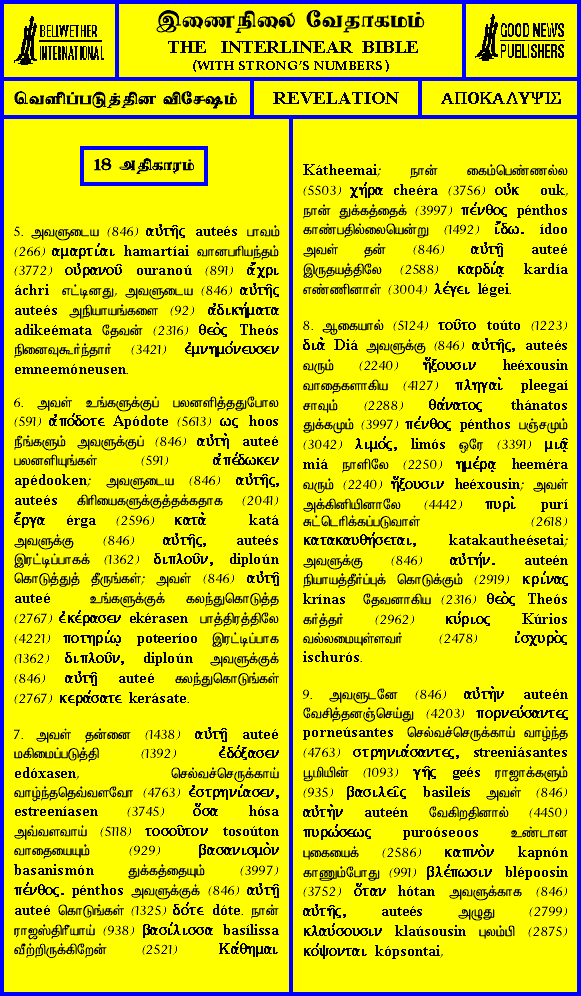 BELIWETHER
INTERNATIONAL
இணைநிலை வேதாகமம்
THE INTERLINEAR BIBLE
(WITH STRONG'S NUMBERS)
GOOD NEWS
PUBLISHERS
வெளிப்படுத்தின விசேஷம்
REVELATION
ΑΠΟΚΑΛΥΨΙΣ
18 அதிகாரம்
5. அவளுடைய (846) αὐτῆς auteés பாவம்
(266) αμαρτίαι hamartíai வானபரியந்தம்
(3772) οὐρανοῦ ouranoú (891) ἄχρι
áchri எட்டினது, அவளுடைய (846) αὐτῆς
auteés அநியாயங்களை (92) ἀδικήματα
adikeémata தேவன் (2316) θεὸς Theós
நினைவுகூர்ந்தார் (3421) ἐμνημόνευσεν
emneemóneusen.
6. அவள் உங்களுக்குப் பலனளித்ததுபோல
(591) ἀπόδοτε Apódote (5613) ως hoos
நீங்களும் அவளுக்குப் (846) αὐτὴ auteé
பலனளியுங்கள் (591) ἀπέδωκεν
apédooken; அவளுடைய (846) αὐτῆς,
auteés கிரியைகளுக்குத்தக்கதாக (2041)
ἔργα érga (2596) κατὰ katá
அவளுக்கு (846) αὐτῆς, auteés
இரட்டிப்பாகக் (1362) διπλοῦν, diploún
கொடுத்துத் தீருங்கள்; அவள் (846) αὐτῇ
auteé உங்களுக்குக் கலந்துகொடுத்த
(2767) ἐκέρασεν ekérasen பாத்திரத்திலே
(4221) ποτηρίῳ poteeríoo இரட்டிப்பாக
(1362) διπλοῦν, diploún அவளுக்குக்
(846) αὐτῇ auteé கலந்துகொடுங்கள்
(2767) κεράσατε kerásate.
7. அவள் தன்னை (1438) αὐτῇ auteé
மகிமைப்படுத்தி (1392) ἐδόξασεν
edóxasen, செல்வச்செருக்காய்
வாழ்ந்ததெவ்வளவோ (4763) ἐστρηνίασεν,
estreeníasen (3745) ὅσα hósa
அவ்வளவாய் (5118) τοσοῦτον tosoúton
வாதையையும் (929) βασανισμὸν
basanismón துக்கத்தையும் (3997)
πένθος. pénthos அவளுக்குக் (846) αὐτῇ
auteé கொடுங்கள் (1325) δότε dóte. நான்
ராஜஸ்திரீயாய் (938) βασίλισσα basílissa
வீற்றிருக்கிறேன் (2521) Κάθημαι
Kátheemai; நான் கைம்பெண்ணல்ல
(5503) χήρα cheéra (3756) οὐκ ouk,
நான் துக்கத்தைக் (3997) πένθος pénthos
காண்பதில்லையென்று (1492) ἴδω. ídoo
அவள் தன் (846) αὐτῇ auteé
இருதயத்திலே (2588) καρδίᾳ kardía
எண்ணினாள் (3004) λέγει légei.
8. ஆகையால் (5124) τοῦτο toúto (1223)
διὰ Diá அவளுக்கு (846) αὐτῆς, auteés
வரும் (2240) ἥξουσιν heéxousin
வாதைகளாகிய (4127) πληγαὶ pleegaí
சாவும் (2288) θάνατος thánatos
துக்கமும் (3997) πένθος pénthos பஞ்சமும்
(3042) λιμός, limós ஒரே (3391) μιᾷ
miá நாளிலே (2250) ημέρᾳ heeméra
வரும் (2240) ἥξουσιν heéxousin; அவள்
அக்கினியினாலே (4442) πυρὶ purí
சுட்டெரிக்கப்படுவாள் (2618)
κατακαυθήσεται, katakautheésetai;
அவளுக்கு (846) αὐτήν. auteén
நியாயத்தீர்ப்புக் கொடுக்கும் (2919) κρίνας
krínas தேவனாகிய (2316) θεὸς Theós
கர்த்தர் (2962) κύριος Kúrios
வல்லமையுள்ளவர் (2478) ἰσχυρὸς
ischurós.
9. அவளுடனே (846) αὐτὴν auteén
வேசித்தனஞ்செய்து (4203) πορνεύσαντες
porneúsantes செல்வச்செருக்காய் வாழ்ந்த
(4763) στρηνιάσαντες, streeniásantes
பூமியின் (1093) γῆς geés ராஜாக்களும்
(935) βασιλεῖς basileis அவள் (846)
αὐτὴν auteén வேகிறதினால் (4450)
πυρώσεως puroóseoos உண்டான
புகையைக் (2586) καπνὸν kapnón
காணும்போது (991) βλέπωσιν blépoosin
(3752) ὅταν hótan அவளுக்காக (846)
αὐτῆς, auteés அழுது (2799)
κλαύσουσιν klaúsousin புலம்பி (2875)
κόψονται kópsontai,